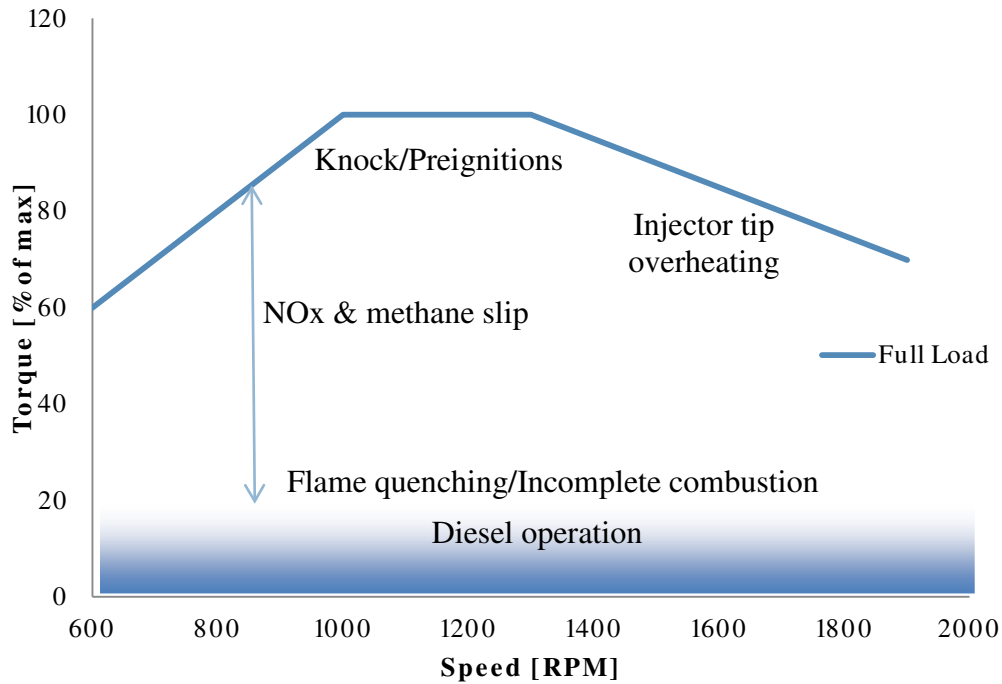 120
100
80
60
40
20
0
Torque [% of max]
Knock/Preignitions
Injector tip
overheating
NOx & methane slip
Full Load
Flame quenching/Incomplete combustion
Diesel operation
600 800 1000 1200 1400 1600 1800 2000
Speed [RPM]